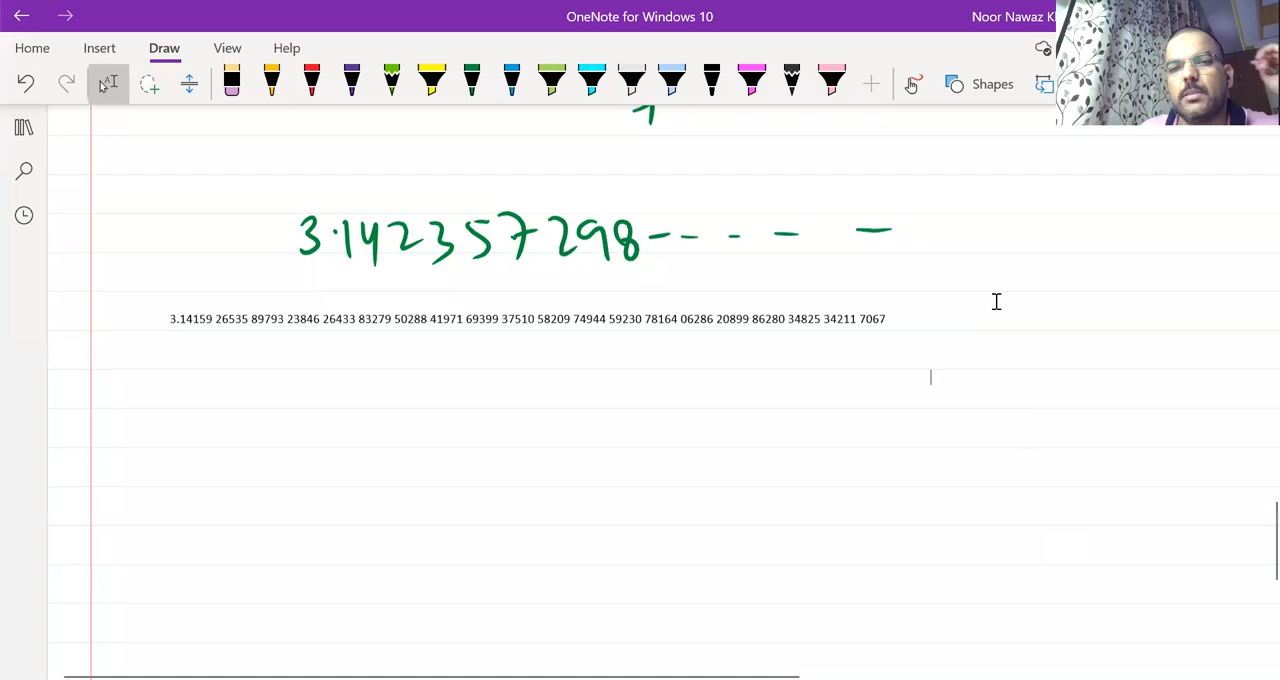 OneNote for Windows 10
Noor Nawaz
Home Insert Draw View Help
Shapes
3.142357298-----
3.14159 26535 89793 23846 26433 83279 50288 41971 69399 37510 58209 74944 59230 78164 06286 20899 86280 34825 34211 7067